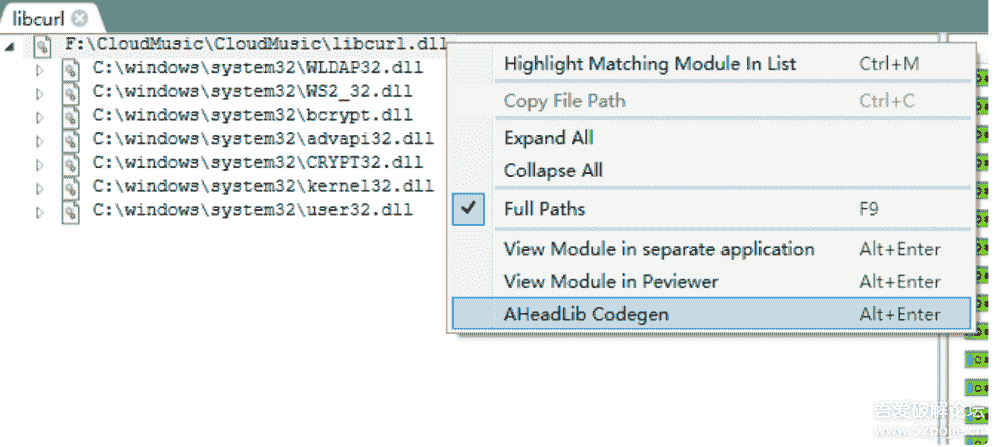 libcurl
F:\CloudMusic\CloudMusic\libcurl.dll
C:\windows\system32\WLDAP32.dll
C:\windows\system32\WS2_32.dll
C:\windows\system32\bcrypt.dll
C:\windows\system32\advapi32.dll
C:\windows\system32\CRYPT32.dll
C:\windows\system32\kernel32.dll
C:\windows\system32\user32.dll
Highlight Matching Module In List Ctrl+M
Copy File Path Ctrl+C
Expand All
Collapse All
Full Paths F9
View Module in separate application Alt+Enter
View Module in Peviewer Alt+Enter
AHeadLib Codegen Alt+Enter
吾爱破解论坛
www.52pojie.cn